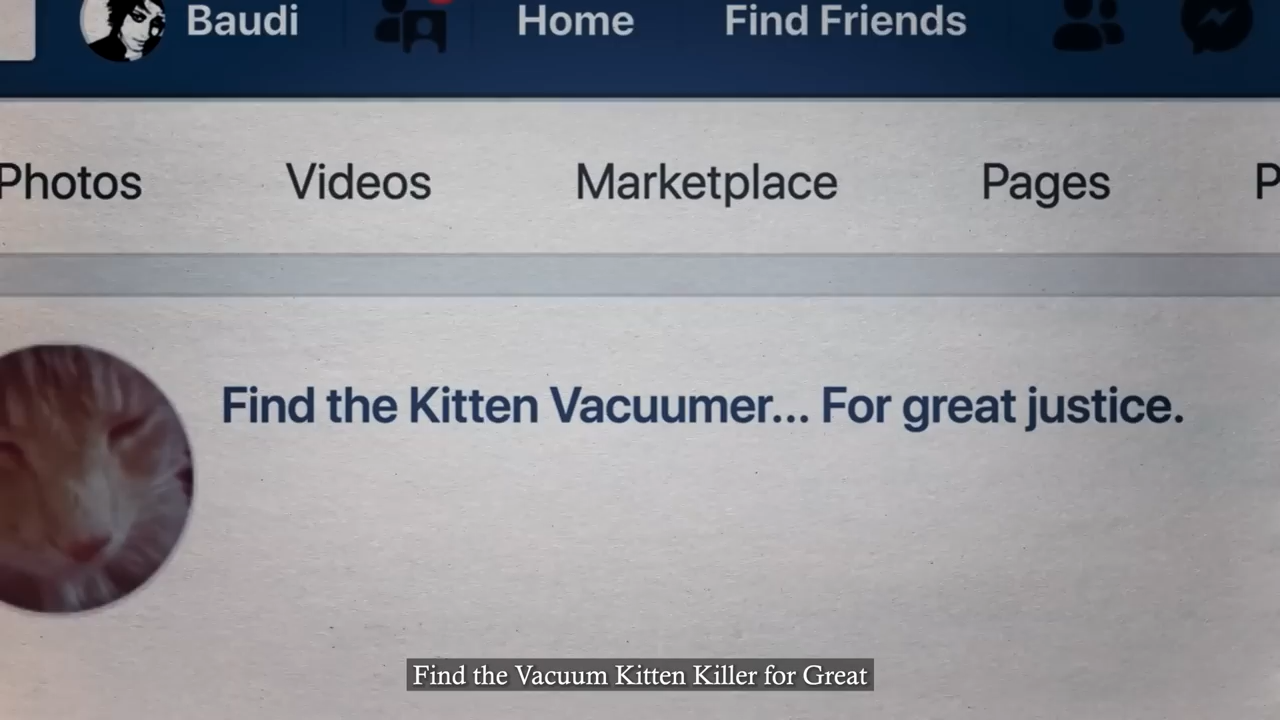 Baudi Home Find Friends
Photos Videos Marketplace Pages P
Find the Kitten Vacuumer... For great justice.
Find the Vacuum Kitten Killer for Great